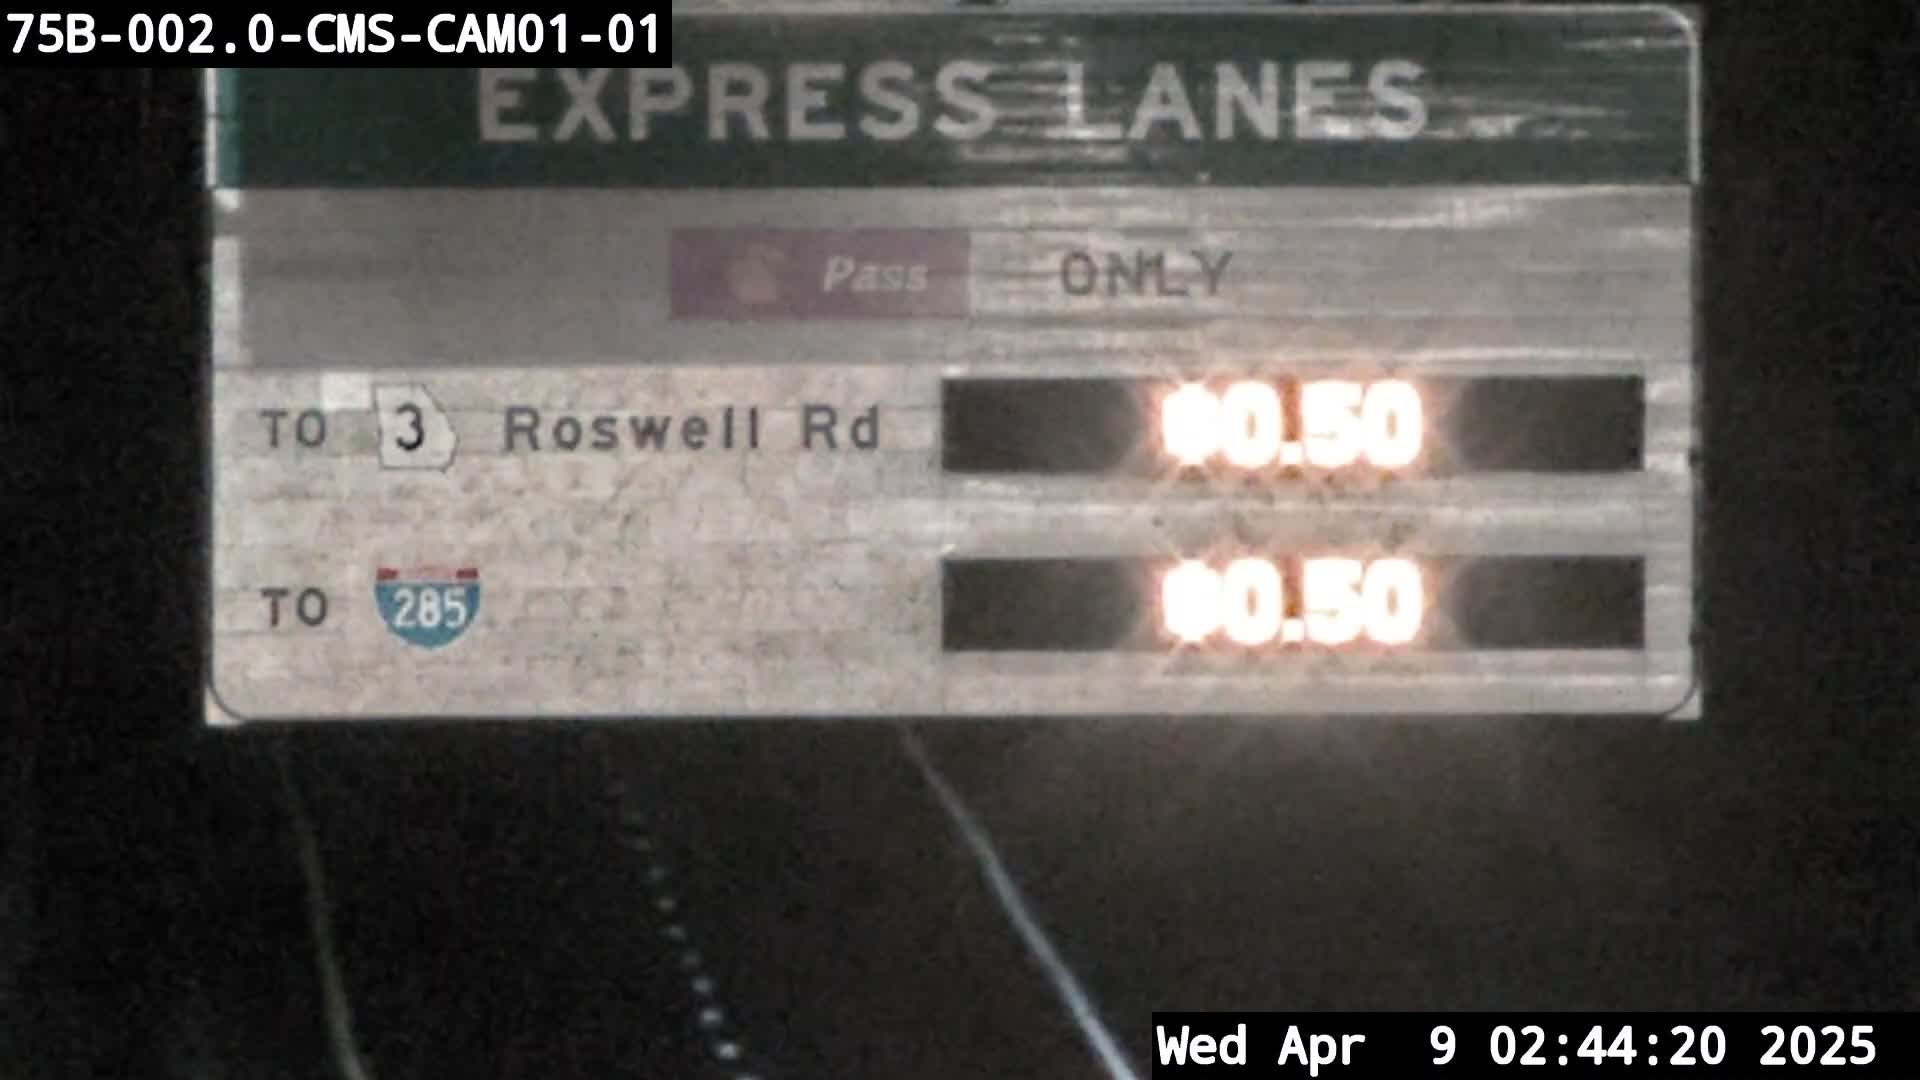 75B-002.0-CMS-CAM01-01
EXPRESS LANES
Pass ONLY
TO 3 Roswell Rd $0.50
TO 285 $0.50
Wed Apr 9 02:44:20 2025